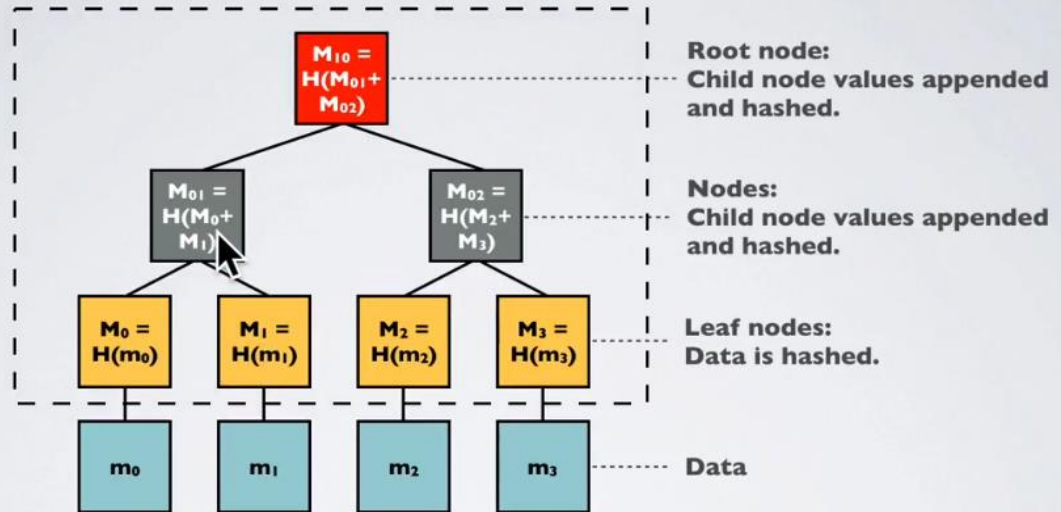 M₁₀ =
H(M₀₁+
M₀₂)
Root node:
Child node values appended
and hashed.
M₀₁ =
H(M₀+
M₁)
M₀₂ =
H(M₂+
M₃)
Nodes:
Child node values appended
and hashed.
M₀ =
H(m₀)
M₁ =
H(m₁)
M₂ =
H(m₂)
M₃ =
H(m₃)
Leaf nodes:
Data is hashed.
m₀
m₁
m₂
m₃
Data